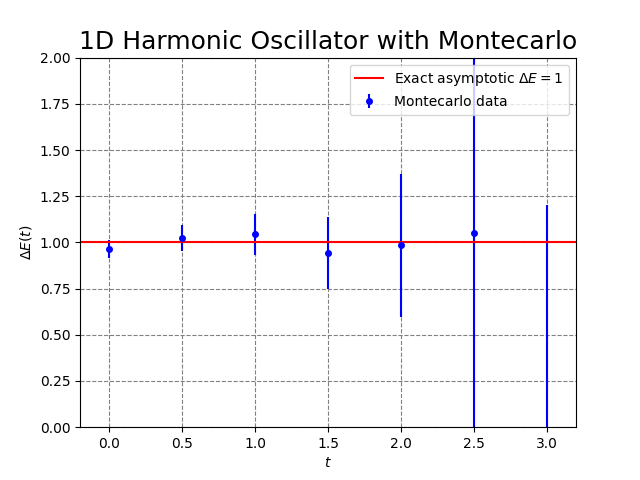 1D Harmonic Oscillator with Montecarlo
Exact asymptotic ΔE = 1
Montecarlo data
2.00
1.75
1.50
1.25
1.00
0.75
0.50
0.25
0.00
ΔE(t)
0.0 0.5 1.0 1.5 2.0 2.5 3.0
t